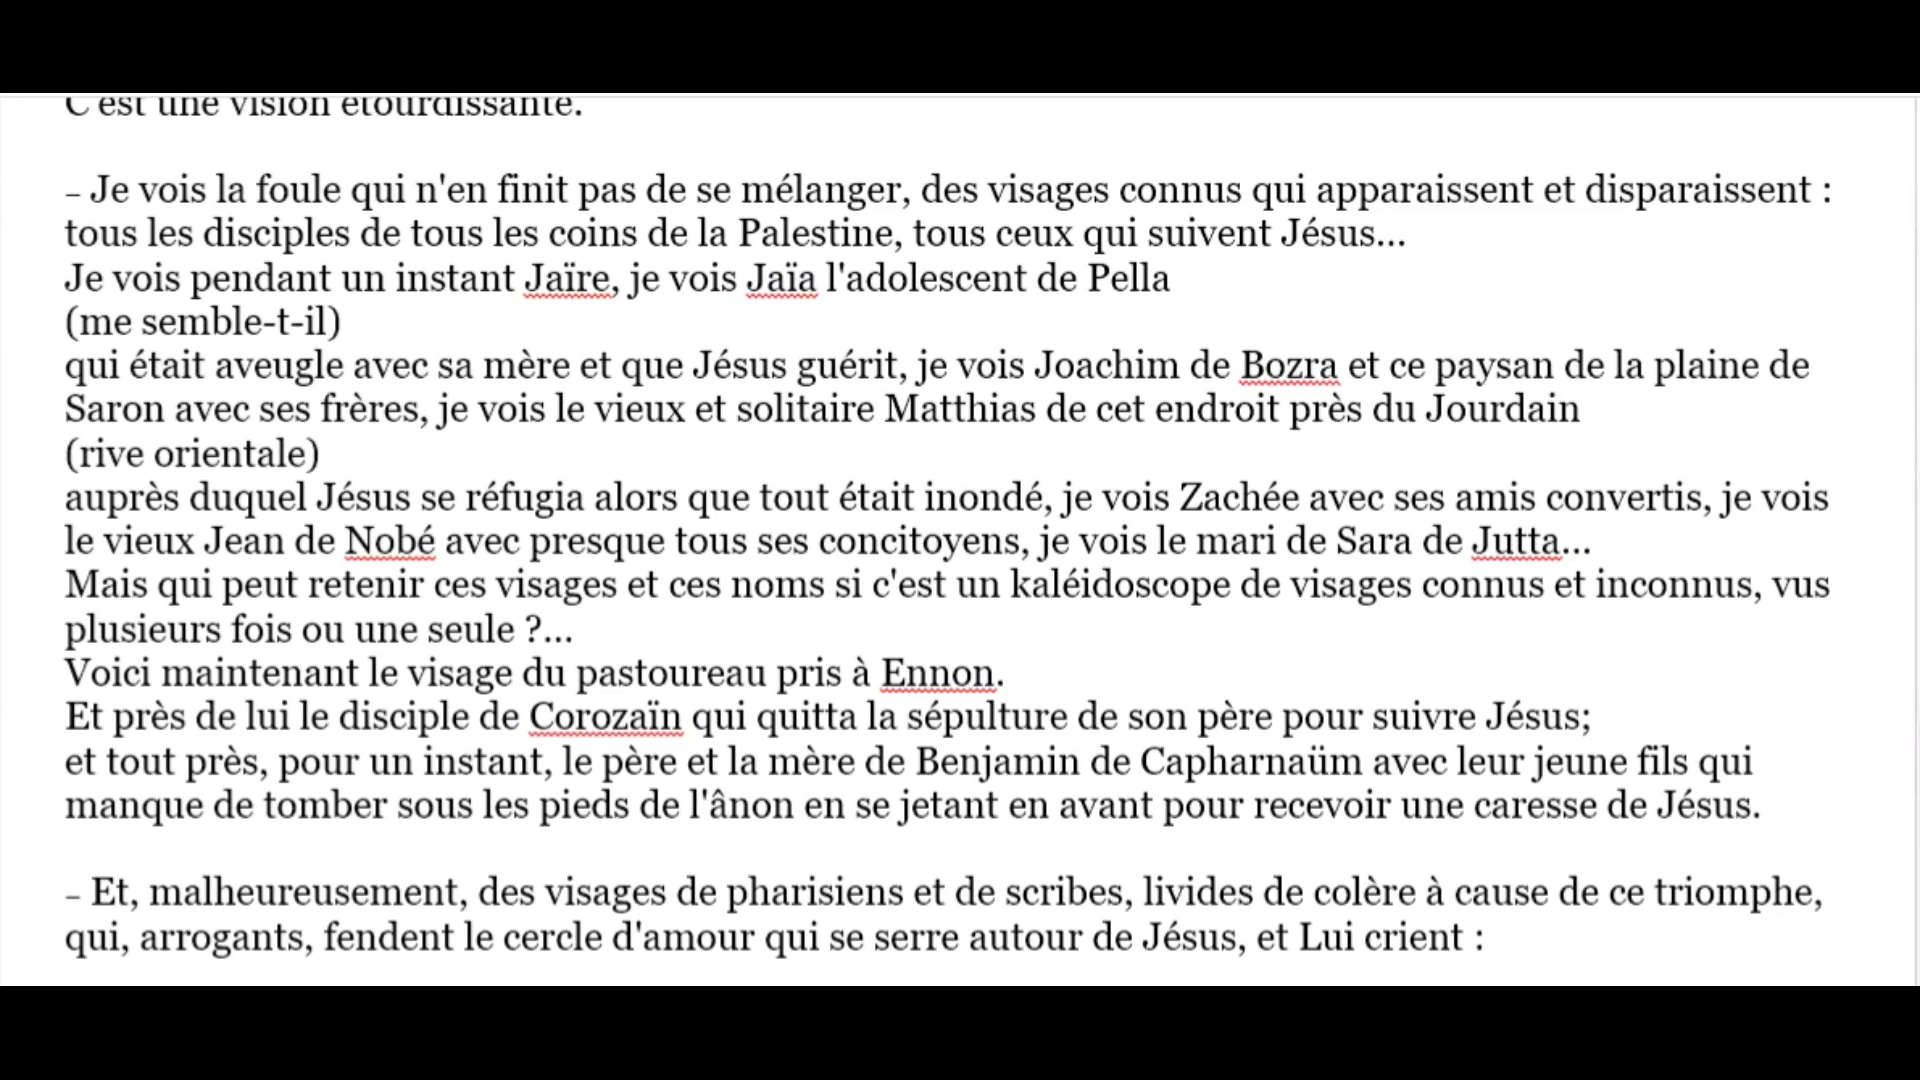 C'est une vision étourdissante.
– Je vois la foule qui n'en finit pas de se mélanger, des visages connus qui apparaissent et disparaissent :
tous les disciples de tous les coins de la Palestine, tous ceux qui suivent Jésus...
Je vois pendant un instant Jaïre, je vois Jaïa l'adolescent de Pella
(me semble-t-il)
qui était aveugle avec sa mère et que Jésus guérit, je vois Joachim de Bozra et ce paysan de la plaine de
Saron avec ses frères, je vois le vieux et solitaire Matthias de cet endroit près du Jourdain
(rive orientale)
auprès duquel Jésus se réfugia alors que tout était inondé, je vois Zachée avec ses amis convertis, je vois
le vieux Jean de Nobé avec presque tous ses concitoyens, je vois le mari de Sara de Jutta...
Mais qui peut retenir ces visages et ces noms si c'est un kaléidoscope de visages connus et inconnus, vus
plusieurs fois ou une seule ?...
Voici maintenant le visage du pastoureau pris à Ennon.
Et près de lui le disciple de Corozaïn qui quitta la sépulture de son père pour suivre Jésus;
et tout près, pour un instant, le père et la mère de Benjamin de Capharnaüm avec leur jeune fils qui
manque de tomber sous les pieds de l'ânon en se jetant en avant pour recevoir une caresse de Jésus.
– Et, malheureusement, des visages de pharisiens et de scribes, livides de colère à cause de ce triomphe,
qui, arrogants, fendent le cercle d'amour qui se serre autour de Jésus, et Lui crient :